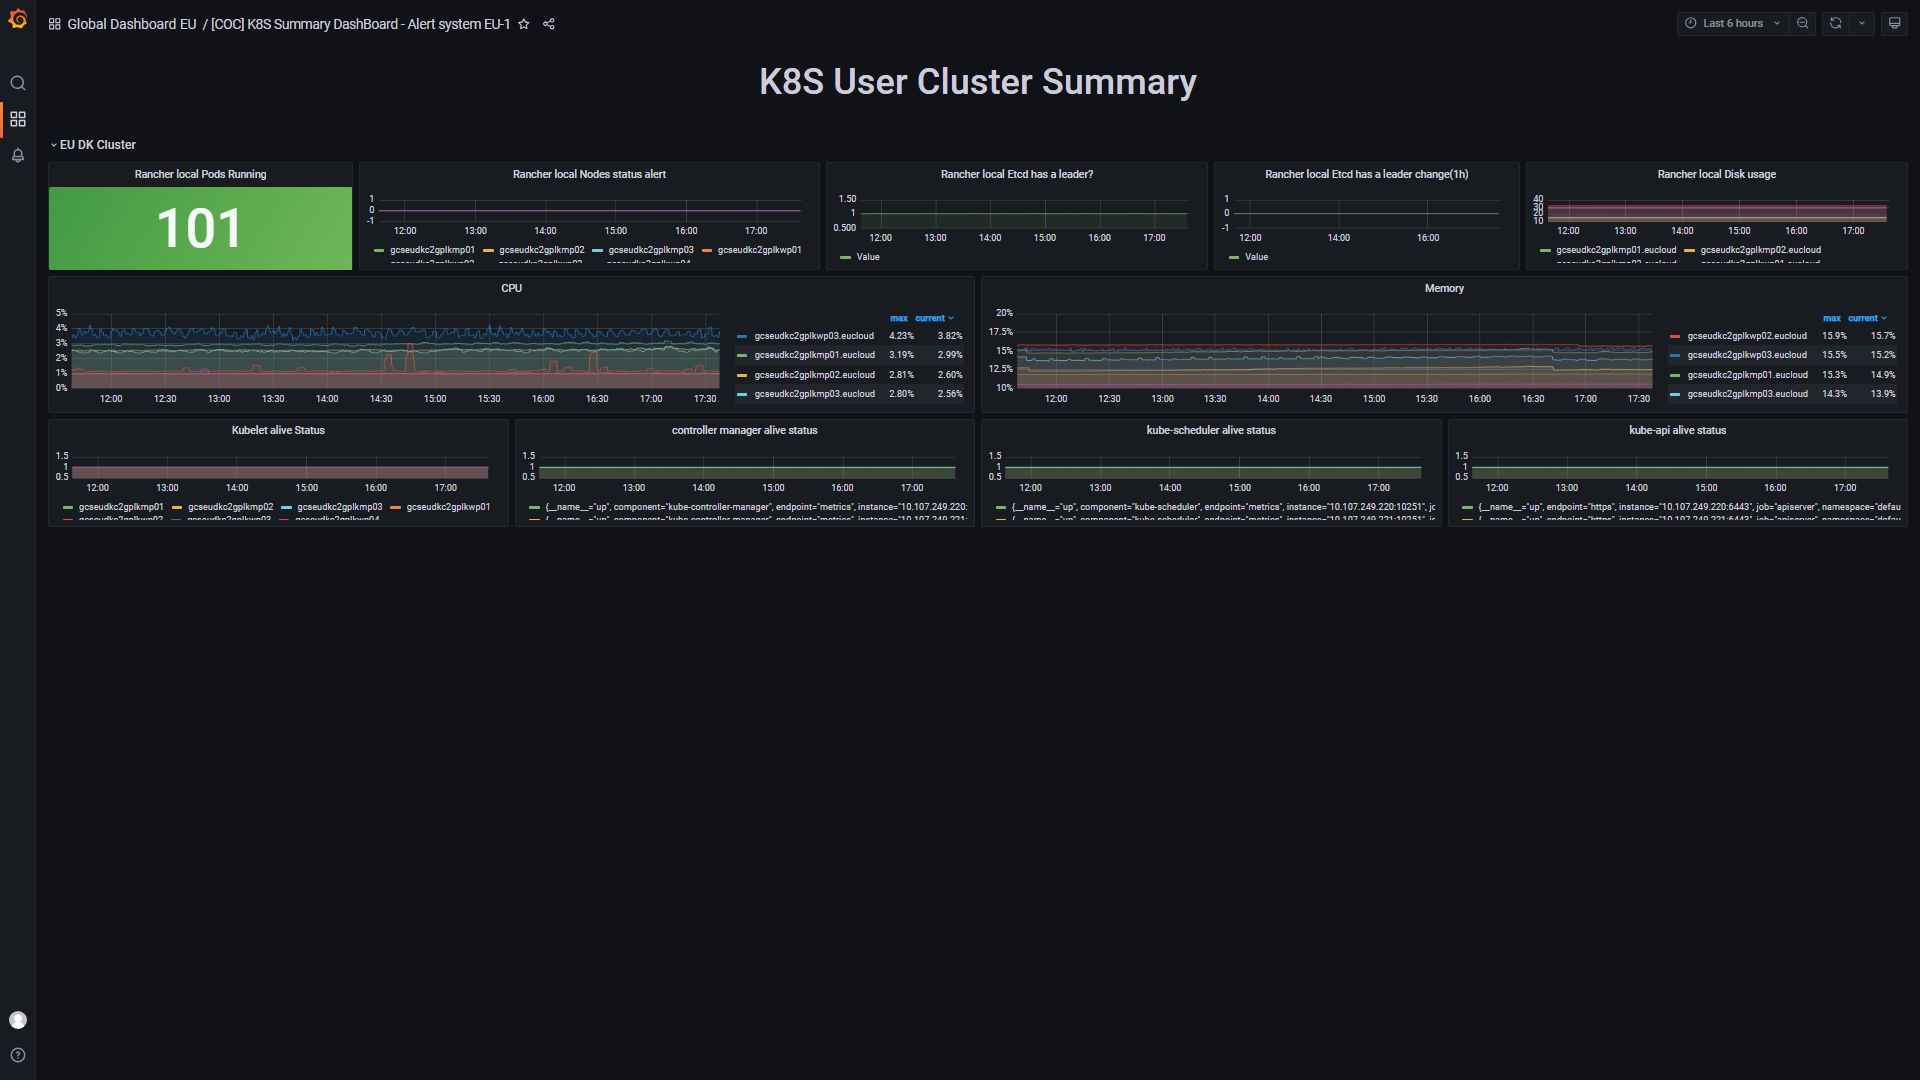 Global Dashboard EU / [COC] K8S Summary DashBoard - Alert system EU-1
Last 6 hours
K8S User Cluster Summary
EU DK Cluster
Rancher local Pods Running
101
Rancher local Nodes status alert
1
0
-1
12:00 13:00 14:00 15:00 16:00 17:00
gcseudkc2gplkmp01 gcseudkc2gplkmp02 gcseudkc2gplkmp03 gcseudkc2gplkwp01
Rancher local Etcd has a leader?
1.50
1
0.500
12:00 13:00 14:00 15:00 16:00 17:00
Value
Rancher local Etcd has a leader change(1h)
1
0
-1
12:00 14:00 16:00
Value
Rancher local Disk usage
40
30
20
10
12:00 13:00 14:00 15:00 16:00 17:00
gcseudkc2gplkmp01.eucloud gcseudkc2gplkmp02.eucloud
CPU
5%
4%
3%
2%
1%
0%
12:00 12:30 13:00 13:30 14:00 14:30 15:00 15:30 16:00 16:30 17:00 17:30
max current
gcseudkc2gplkwp03.eucloud 4.23% 3.82%
gcseudkc2gplkmp01.eucloud 3.19% 2.99%
gcseudkc2gplkmp02.eucloud 2.81% 2.60%
gcseudkc2gplkmp03.eucloud 2.80% 2.56%
Memory
20%
17.5%
15%
12.5%
10%
12:00 12:30 13:00 13:30 14:00 14:30 15:00 15:30 16:00 16:30 17:00 17:30
max current
gcseudkc2gplkwp02.eucloud 15.9% 15.7%
gcseudkc2gplkwp03.eucloud 15.5% 15.2%
gcseudkc2gplkmp01.eucloud 15.3% 14.9%
gcseudkc2gplkmp03.eucloud 14.3% 13.9%
Kubelet alive Status
1.5
1
0.5
12:00 13:00 14:00 15:00 16:00 17:00
gcseudkc2gplkmp01 gcseudkc2gplkmp02 gcseudkc2gplkmp03 gcseudkc2gplkwp01
controller manager alive status
1.5
1
0.5
12:00 13:00 14:00 15:00 16:00 17:00
{__name__="up", component="kube-controller-manager", endpoint="metrics", instance="10.107.249.220:
kube-scheduler alive status
1.5
1
0.5
12:00 13:00 14:00 15:00 16:00 17:00
{__name__="up", component="kube-scheduler", endpoint="metrics", instance="10.107.249.220:10251", jc
kube-api alive status
1.5
1
0.5
12:00 13:00 14:00 15:00 16:00 17:00
{__name__="up", endpoint="https", instance="10.107.249.220:6443", job="apiserver", namespace="defau